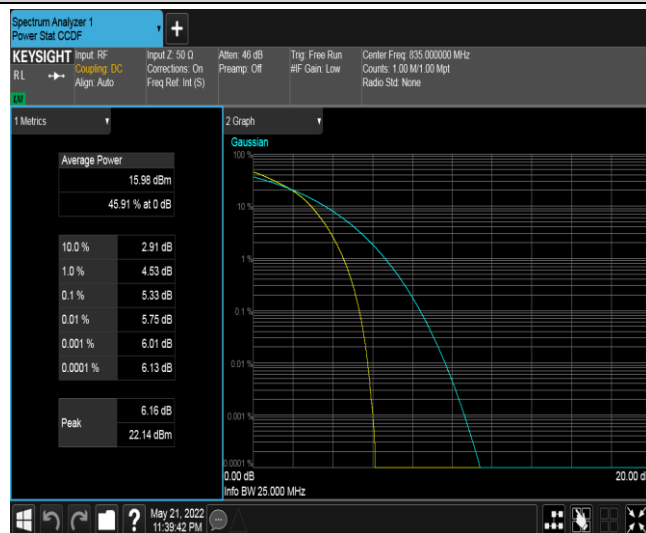 Spectrum Analyzer 1
Power Stat CCDF
+
KEYSIGHT
RL
LM
Input: RF
Coupling: DC
Align: Auto
Input Z: 50 Ω
Corrections: On
Freq Ref: Int (S)
Atten: 46 dB
Preamp: Off
Trig: Free Run
#IF Gain: Low
Center Freq: 835.000000 MHz
Counts: 1.00 M/1.00 Mpt
Radio Std: None
1 Metrics
Average Power
15.98 dBm
45.91 % at 0 dB
10.0 % 2.91 dB
1.0 % 4.53 dB
0.1 % 5.33 dB
0.01 % 5.75 dB
0.001 % 6.01 dB
0.0001 % 6.13 dB
Peak
6.16 dB
22.14 dBm
2 Graph
Gaussian
100 %
10 %
1 %
0.1 %
0.01 %
0.001 %
0.0001 %
0.00 dB
20.00 d
Info BW 25.000 MHz
?
May 21, 2022
11:39:42 PM